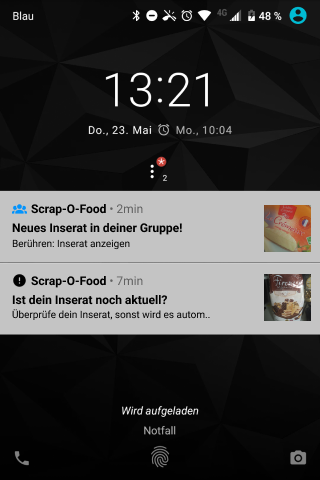 Blau
4G
48 %
13:21
Do., 23. Mai Mo., 10:04
2
Scrap-O-Food • 2min
Neues Inserat in deiner Gruppe!
Berühren: Inserat anzeigen
Scrap-O-Food • 7min
Ist dein Inserat noch aktuell?
Überprüfe dein Inserat, sonst wird es autom..
Wird aufgeladen
Notfall